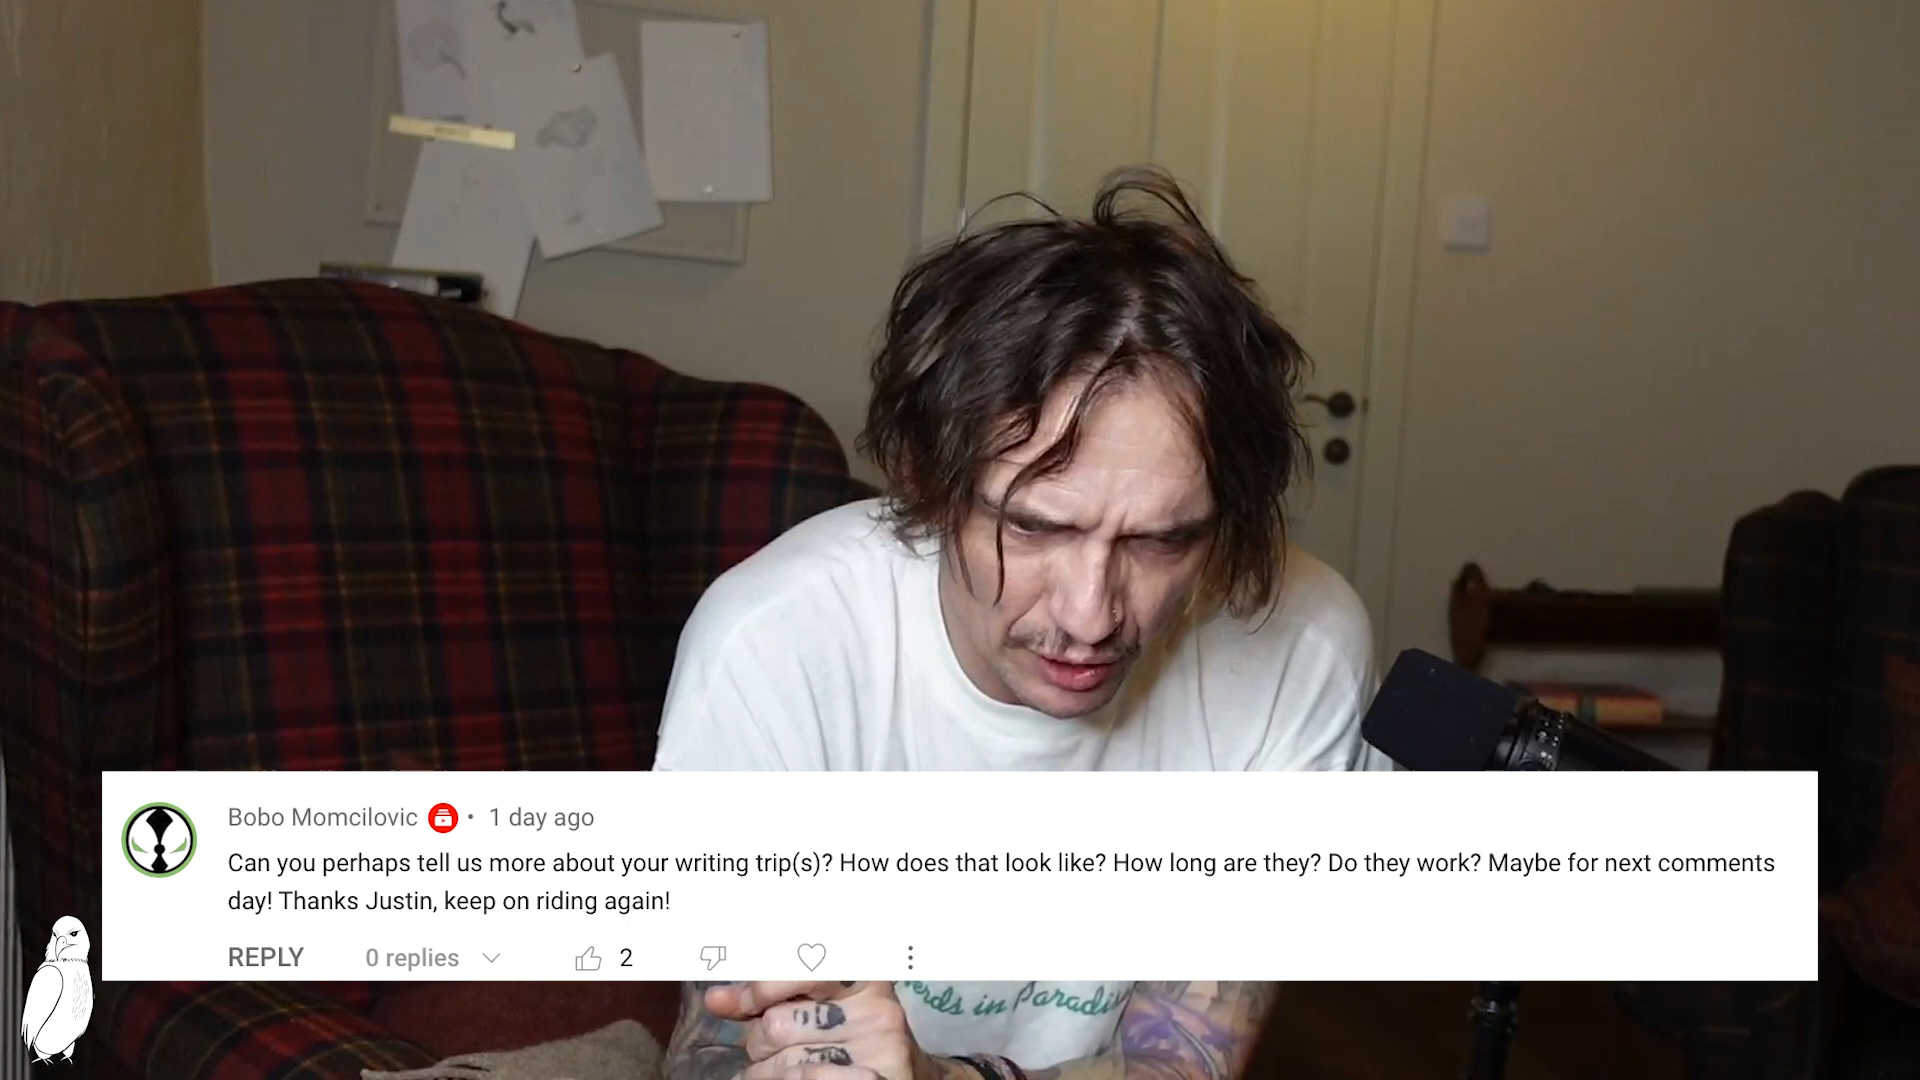 Bobo Momcilovic • 1 day ago
Can you perhaps tell us more about your writing trip(s)? How does that look like? How long are they? Do they work? Maybe for next comments
day! Thanks Justin, keep on riding again!
REPLY 0 replies 2
in Paradi